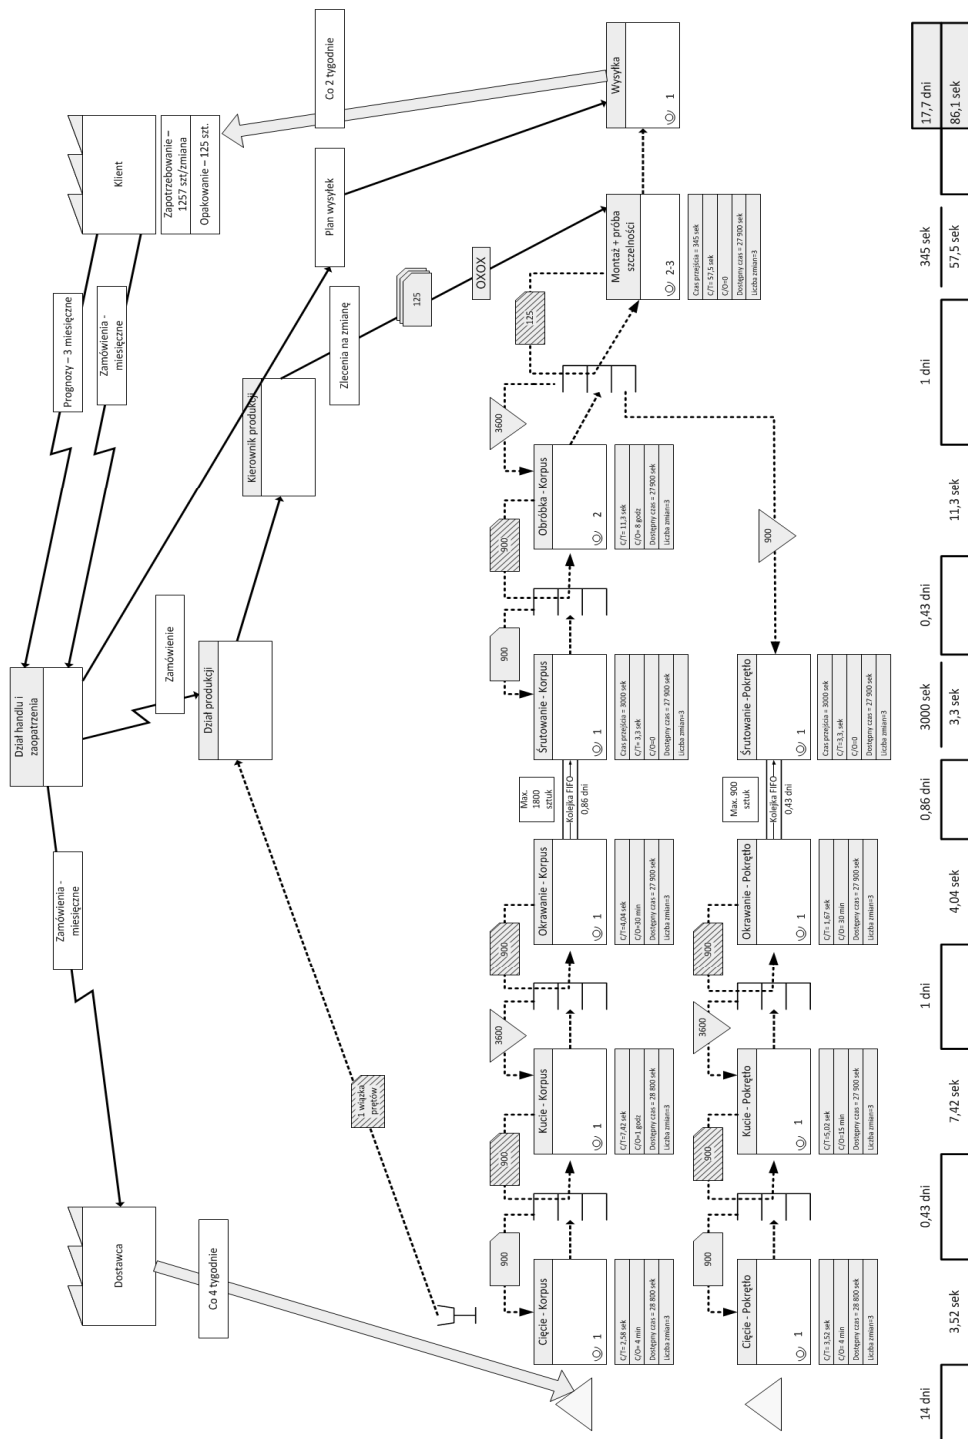 Dostawca
Zamówienia -
miesięczne
Dział handlu i
zaopatrzenia
Prognozy – 3 miesięczne
Zamówienia -
miesięczne
Klient
Zapotrzebowanie –
1257 szt/zmiana
Opakowanie – 125 szt.
Co 4 tygodnie
Zamówienie
Dział produkcji
Kierownik produkcji
Plan wysyłek
Co 2 tygodnie
Zlecenia na zmianę
125
OXOX
1 wiązka
prętów
900
900
3600
900
Max.
1800
sztuk
Kolejka FIFO
0,86 dni
900
900
3600
125
Cięcie - Korpus
1
C/T= 2,58 sek
C/O= 4 min
Dostępny czas = 28 800 sek
Liczba zmian=3
Kucie - Korpus
1
C/T=7,42 sek
C/O=1 godz
Dostępny czas = 28 800 sek
Liczba zmian=3
Okrawanie - Korpus
1
C/T=4,04 sek
C/O=30 min
Dostępny czas = 27 900 sek
Liczba zmian=3
Śrutowanie - Korpus
1
Czas przejścia = 3000 sek
C/T= 3,3 sek
C/O=0
Dostępny czas = 27 900 sek
Liczba zmian=3
Obróbka - Korpus
2
C/T= 11,3 sek
C/O= 8 godz
Dostępny czas = 27 900 sek
Liczba zmian=3
Montaż + próba
szczelności
2-3
Czas przejścia = 345 sek
C/T= 57,5 sek
C/O=0
Dostępny czas = 27 900 sek
Liczba zmian=3
Wysyłka
1
900
900
3600
900
Max. 900
sztuk
Kolejka FIFO
0,43 dni
900
Cięcie - Pokrętło
1
C/T= 3,52 sek
C/O= 4 min
Dostępny czas = 28 800 sek
Liczba zmian=3
Kucie - Pokrętło
1
C/T=5,02 sek
C/O=15 min
Dostępny czas = 27 900 sek
Liczba zmian=3
Okrawanie - Pokrętło
1
C/T= 1,67 sek
C/O= 30 min
Dostępny czas = 27 900 sek
Liczba zmian=3
Śrutowanie -Pokrętło
1
Czas przejścia = 3000 sek
C/T=3,3, sek
C/O=0
Dostępny czas = 27 900 sek
Liczba zmian=3
14 dni
3,52 sek
0,43 dni
7,42 sek
1 dni
4,04 sek
0,86 dni
3000 sek
3,3 sek
0,43 dni
11,3 sek
1 dni
345 sek
57,5 sek
17,7 dni
86,1 sek